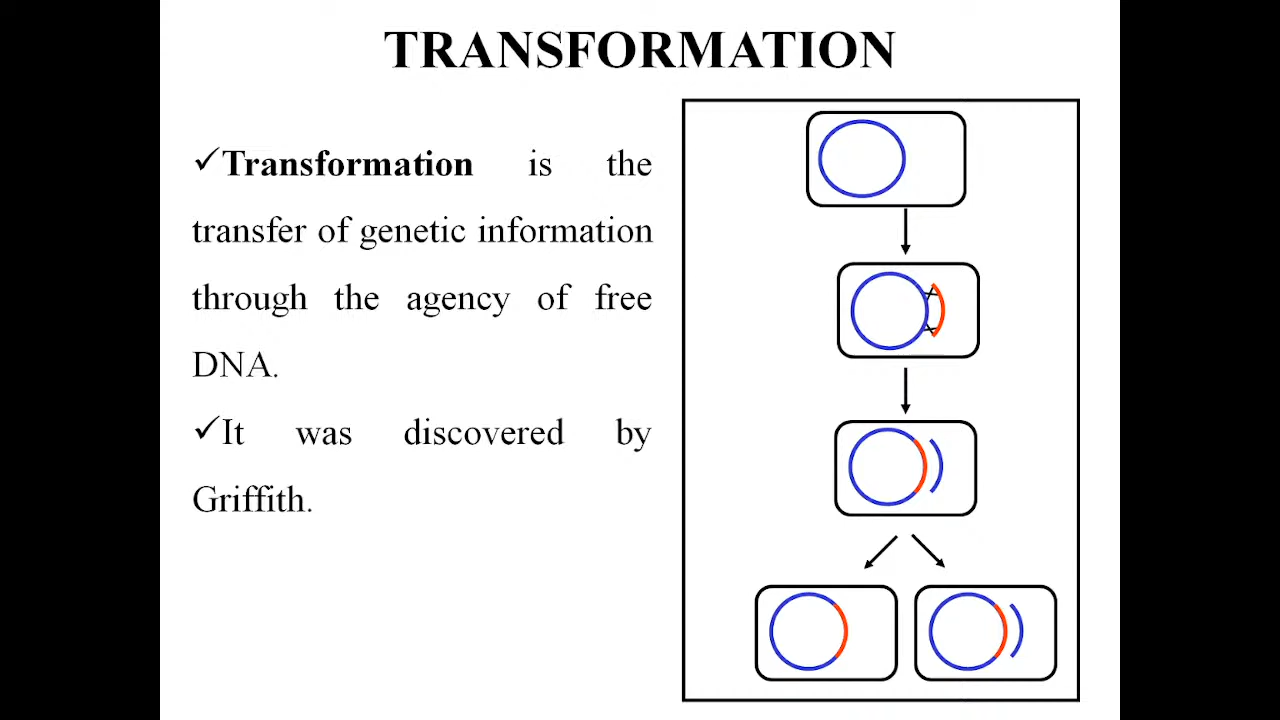 TRANSFORMATION
✓Transformation is the
transfer of genetic information
through the agency of free
DNA.
✓It was discovered by
Griffith.